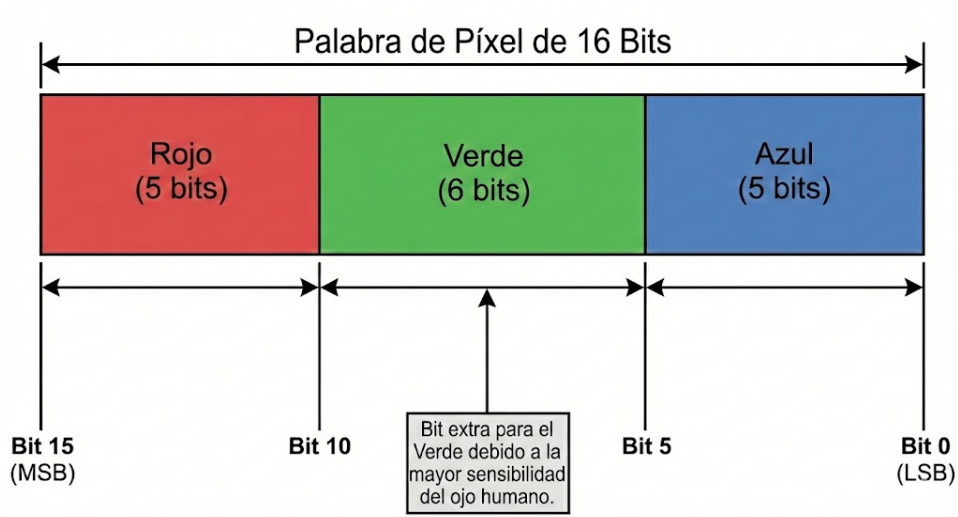 Palabra de Píxel de 16 Bits
Rojo
(5 bits)
Verde
(6 bits)
Azul
(5 bits)
Bit 15
(MSB)
Bit 10
Bit extra para el
Verde debido a la
mayor sensibilidad
del ojo humano.
Bit 5
Bit 0
(LSB)